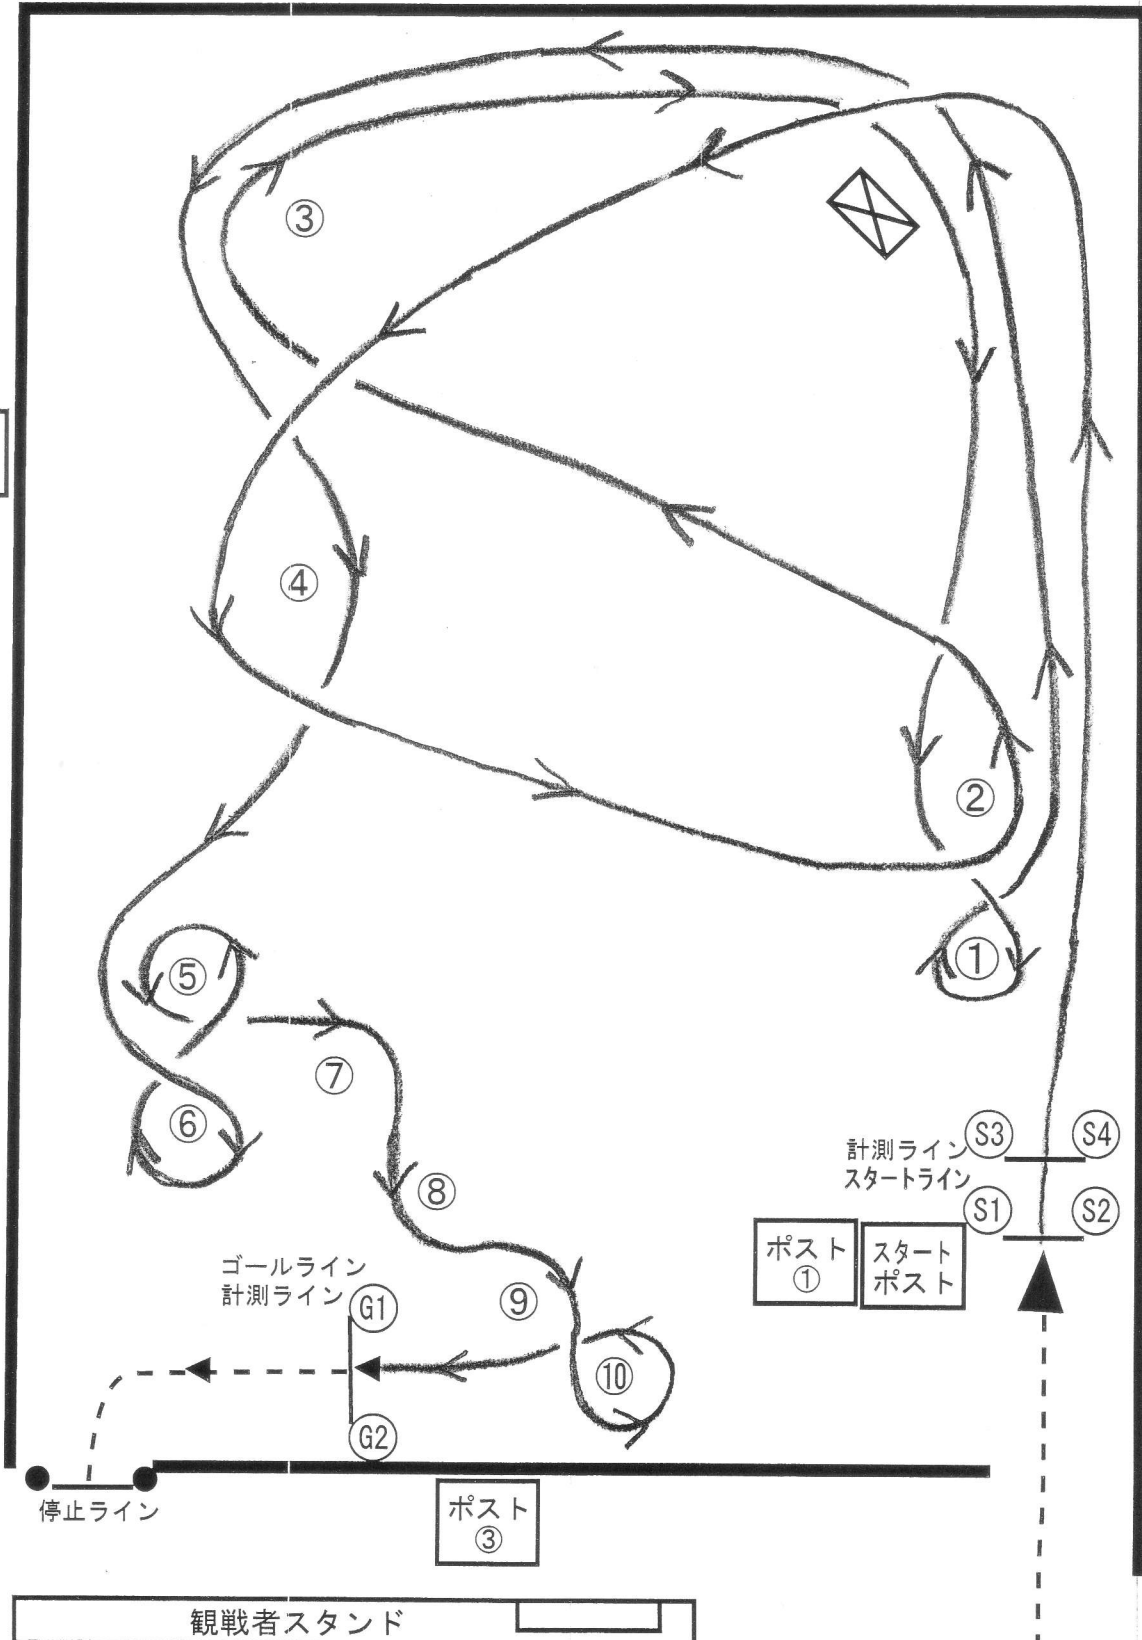 ③
④
②
①
⑤
⑦
⑥
計測ライン
スタートライン
S3
S4
S1
S2
⑧
ポスト
①
スタート
ポスト
ゴールライン
計測ライン
G1
⑨
⑩
G2
停止ライン
ポスト
③
観戦者スタンド